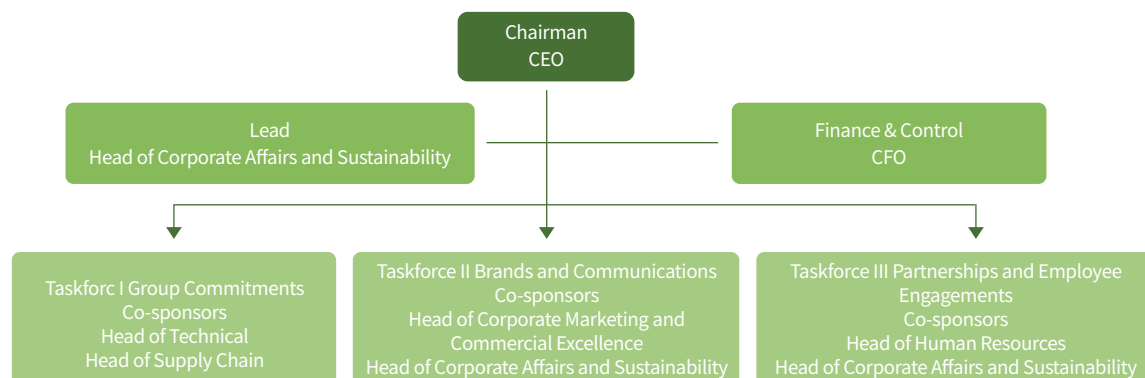 Chairman
CEO
Lead
Head of Corporate Affairs and Sustainability
Finance & Control
CFO
Taskforc I Group Commitments
Co-sponsors
Head of Technical
Head of Supply Chain
Taskforce II Brands and Communications
Co-sponsors
Head of Corporate Marketing and
Commercial Excellence
Head of Corporate Affairs and Sustainability
Taskforce III Partnerships and Employee
Engagements
Co-sponsors
Head of Human Resources
Head of Corporate Affairs and Sustainability